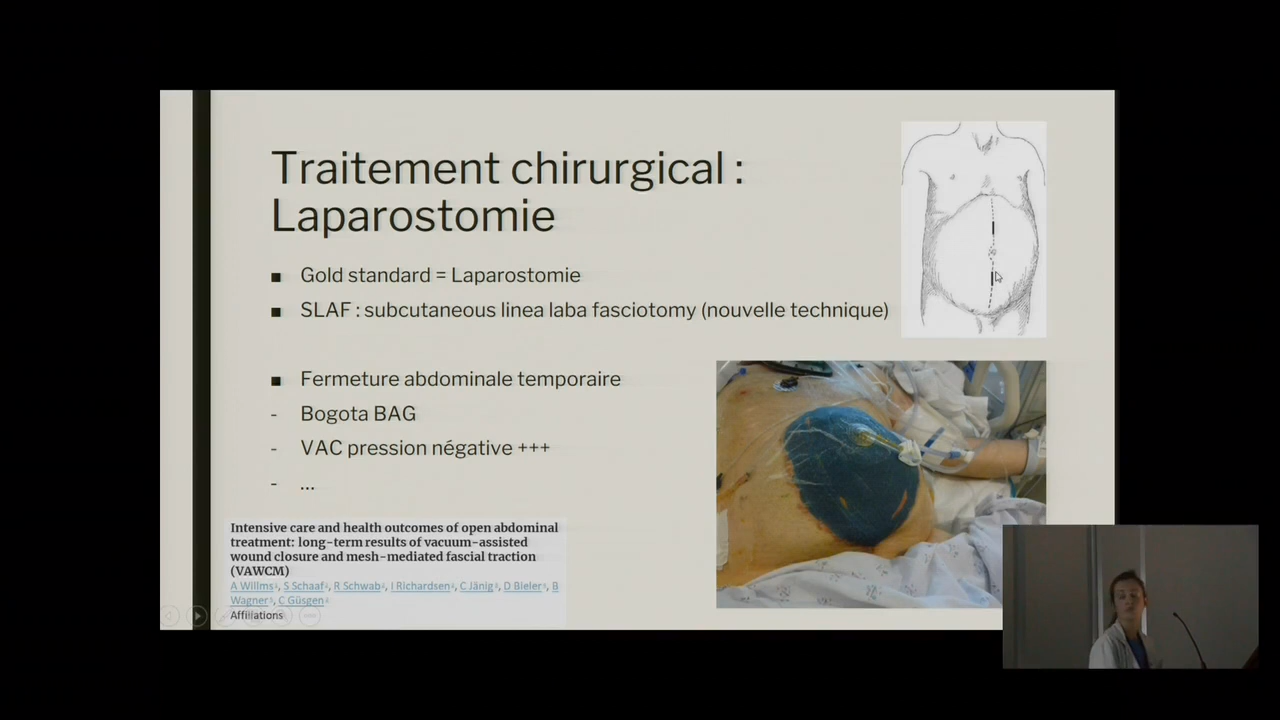 Traitement chirurgical :
Laparostomie
■ Gold standard = Laparostomie
■ SLAF : subcutaneous linea laba fasciotomy (nouvelle technique)
■ Fermeture abdominale temporaire
- Bogota BAG
- VAC pression négative +++
- ...
Intensive care and health outcomes of open abdominal
treatment: long-term results of vacuum-assisted
wound closure and mesh-mediated fascial traction
(VAWCM)
A Willms, S Schaaf, R Schwab, I Richardsen, C Jänig, D Bieler, B
Wagner, C Güsgen
Affiliations